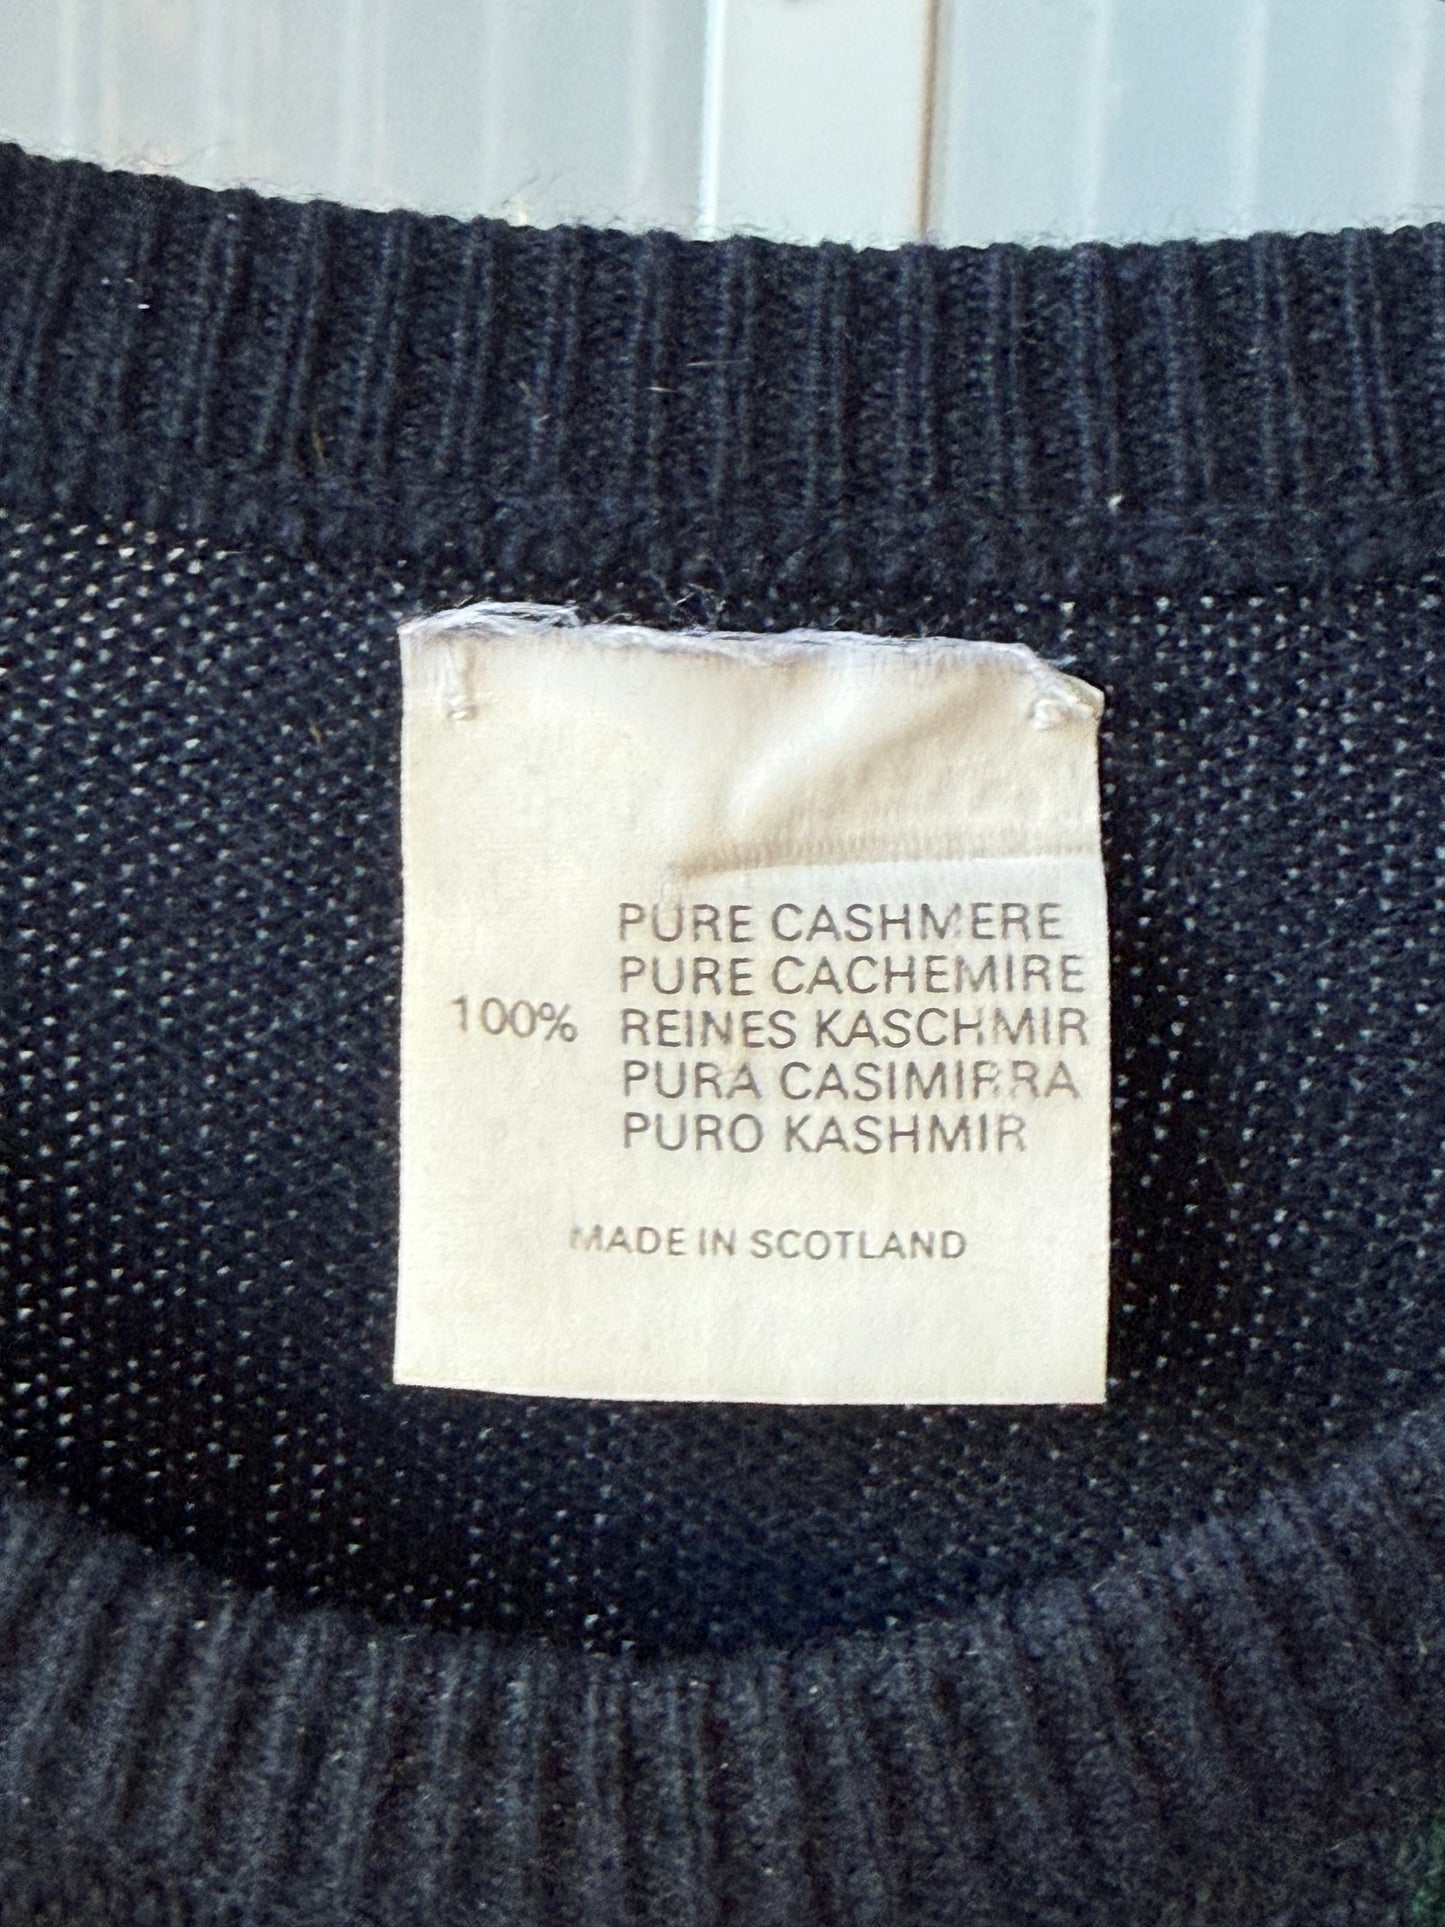 PURE CASHMERE
PURE CACHEMIRE
100% REINES KASCHMIR
PURA CASIMIRRA
PURO KASHMIR
MADE IN SCOTLAND